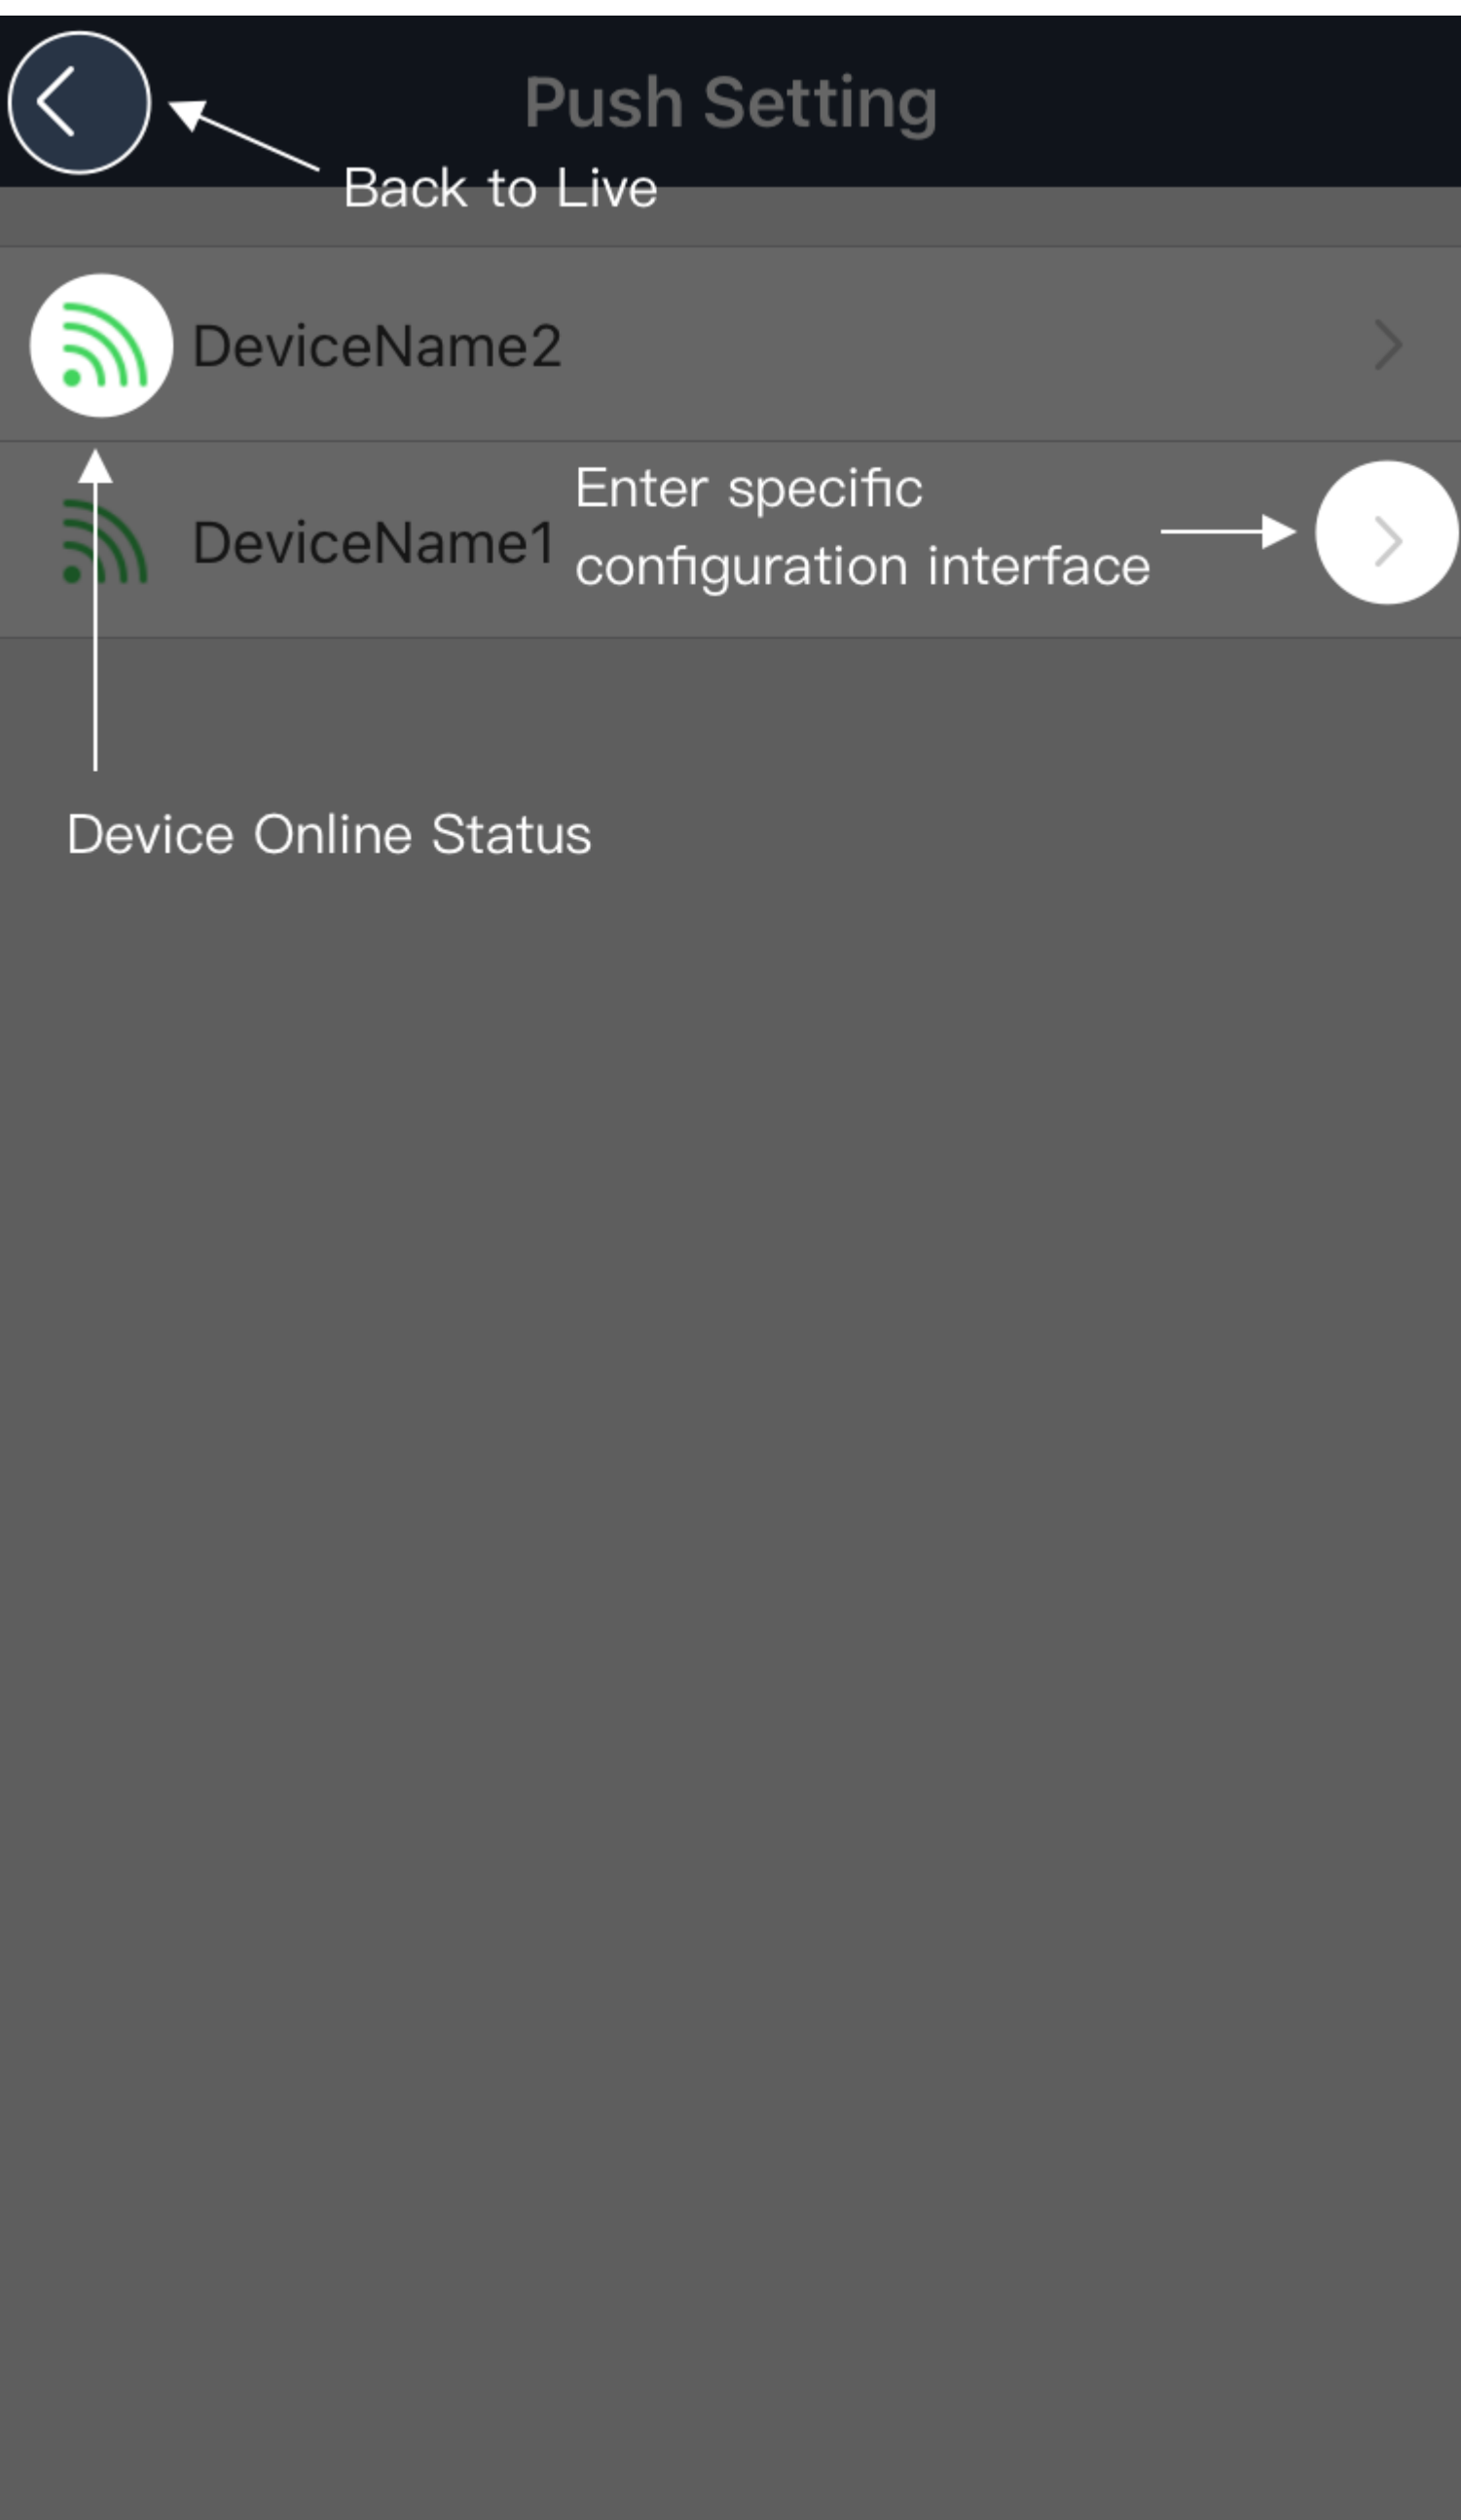 Push Setting
Back to Live
DeviceName2
DeviceName1
Enter specific
configuration interface
Device Online Status